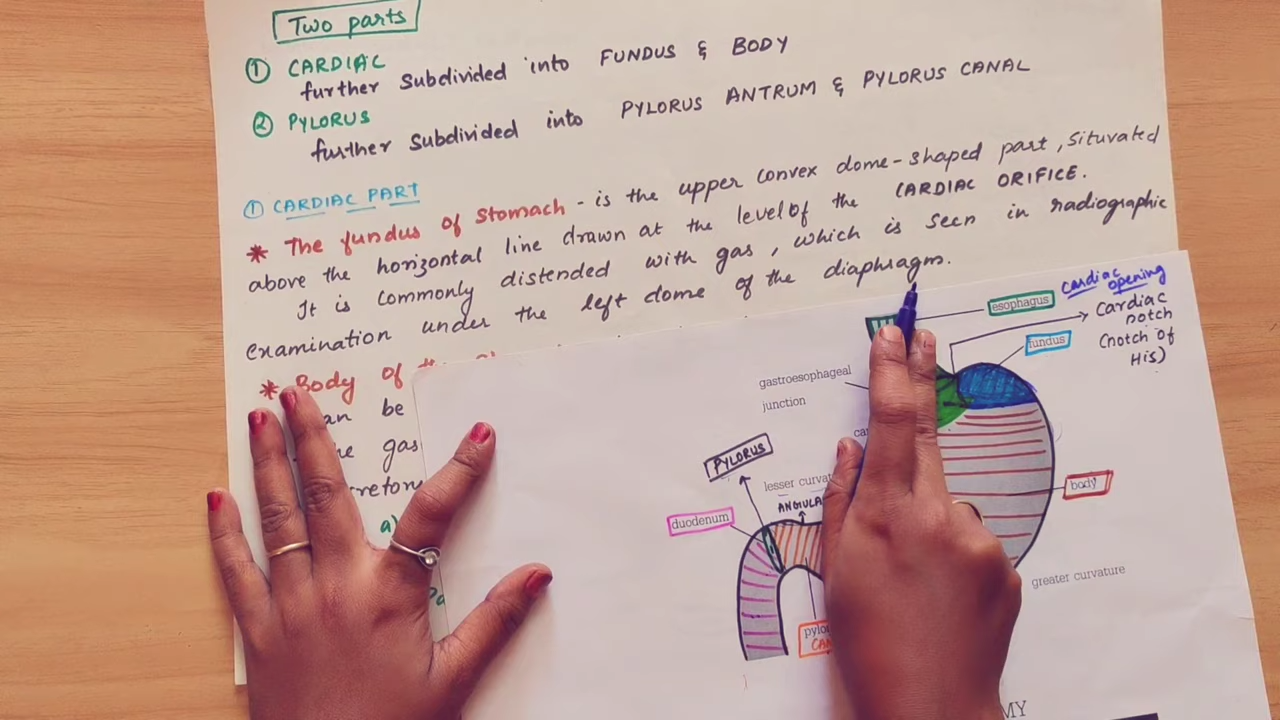 Two parts
① CARDIAC
further Subdivided into FUNDUS & BODY
② PYLORUS
further Subdivided into PYLORUS ANTRUM & PYLORUS CANAL
① CARDIAC PART
* The fundus of Stomach - is the upper convex dome-shaped part, Situvated
above the horizontal line drawn at the level of the CARDIAC ORIFICE.
It is commonly distended with gas, which is seen in radiographic
examination under the left dome of the diaphragm.
* Body of
an be
gas
a)
esophagus
cardiac
opening
Cardiac
notch
(notch of
His)
fundus
gastroesophageal
junction
PYLORUS
lesser
body
duodenum
greater curvature
MY